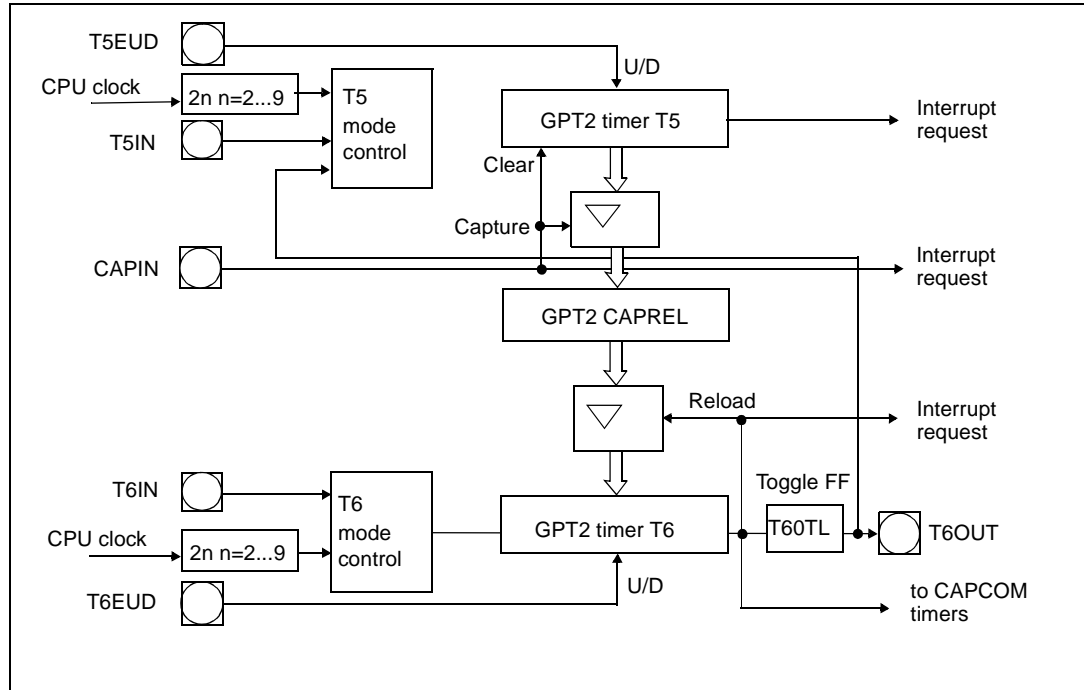 T5EUD
U/D
CPU clock
2n n=2...9
T5
mode
control
GPT2 timer T5
Interrupt
request
T5IN
Clear
Capture
CAPIN
Interrupt
request
GPT2 CAPREL
Reload
Interrupt
request
T6IN
T6
mode
control
Toggle FF
GPT2 timer T6
T60TL
T6OUT
CPU clock
2n n=2...9
U/D
T6EUD
to CAPCOM
timers